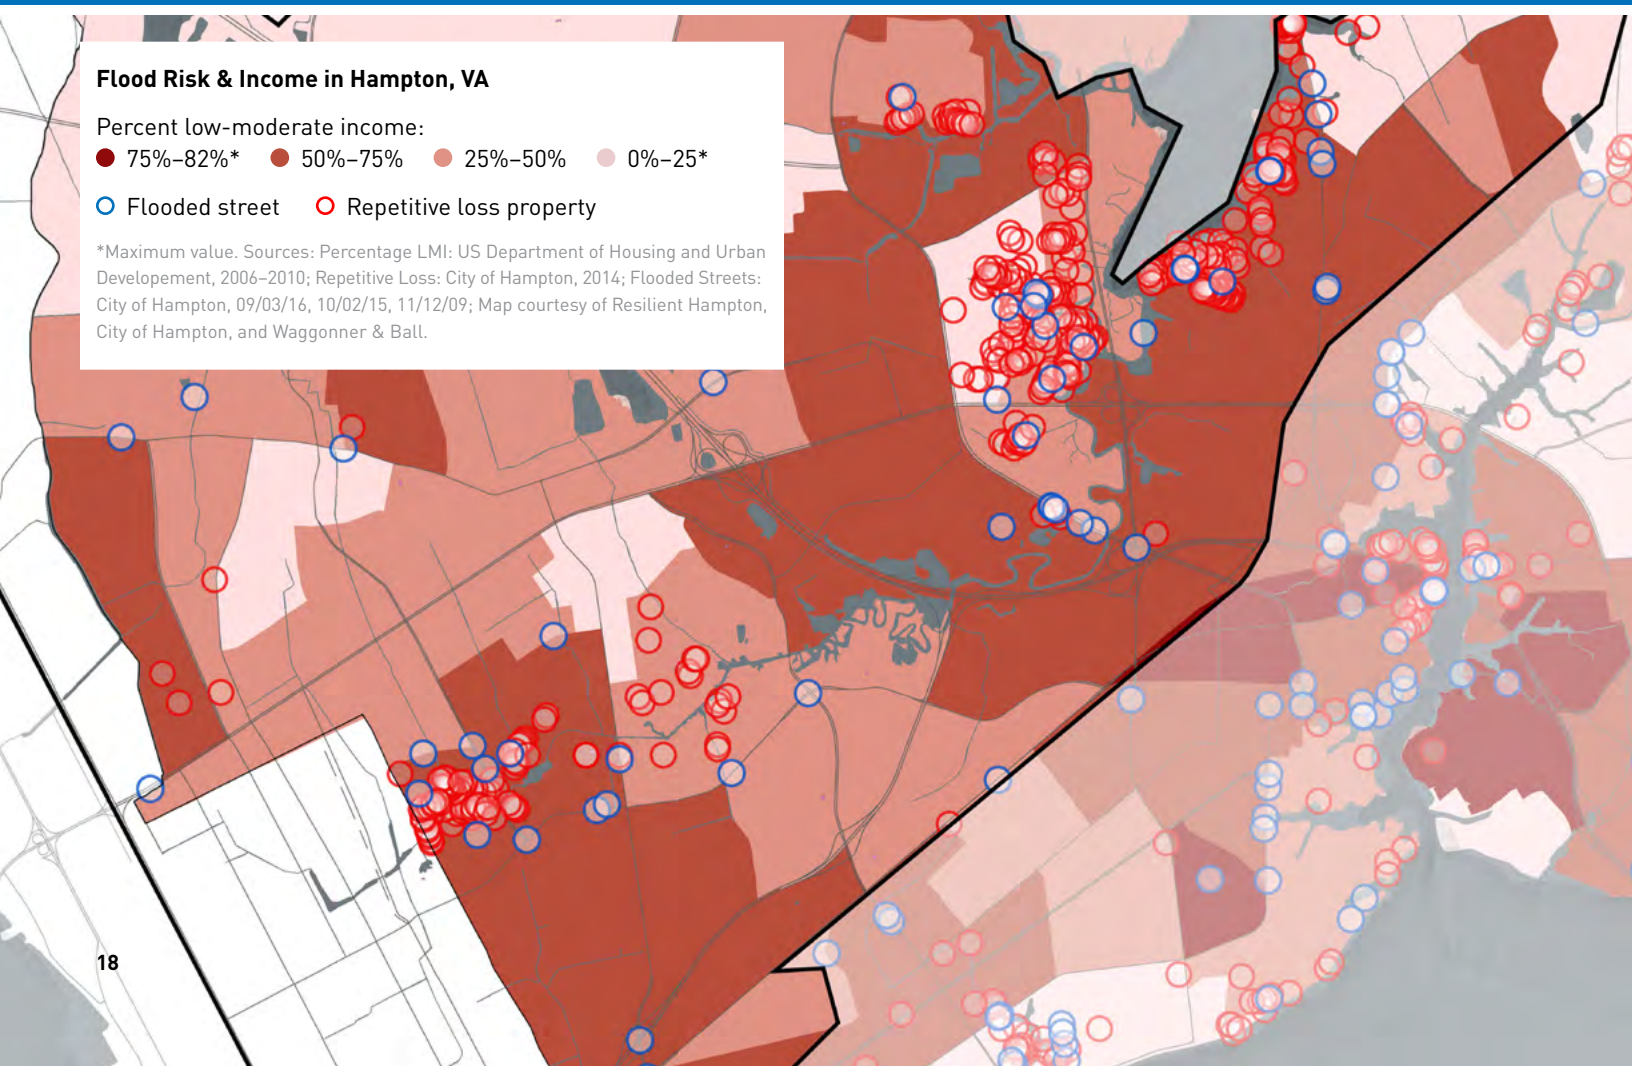 Flood Risk & Income in Hampton, VA
Percent low-moderate income:
75%–82%* 50%–75% 25%–50% 0%–25*
Flooded street Repetitive loss property
*Maximum value. Sources: Percentage LMI: US Department of Housing and Urban
Developement, 2006–2010; Repetitive Loss: City of Hampton, 2014; Flooded Streets:
City of Hampton, 09/03/16, 10/02/15, 11/12/09; Map courtesy of Resilient Hampton,
City of Hampton, and Waggonner & Ball.
18